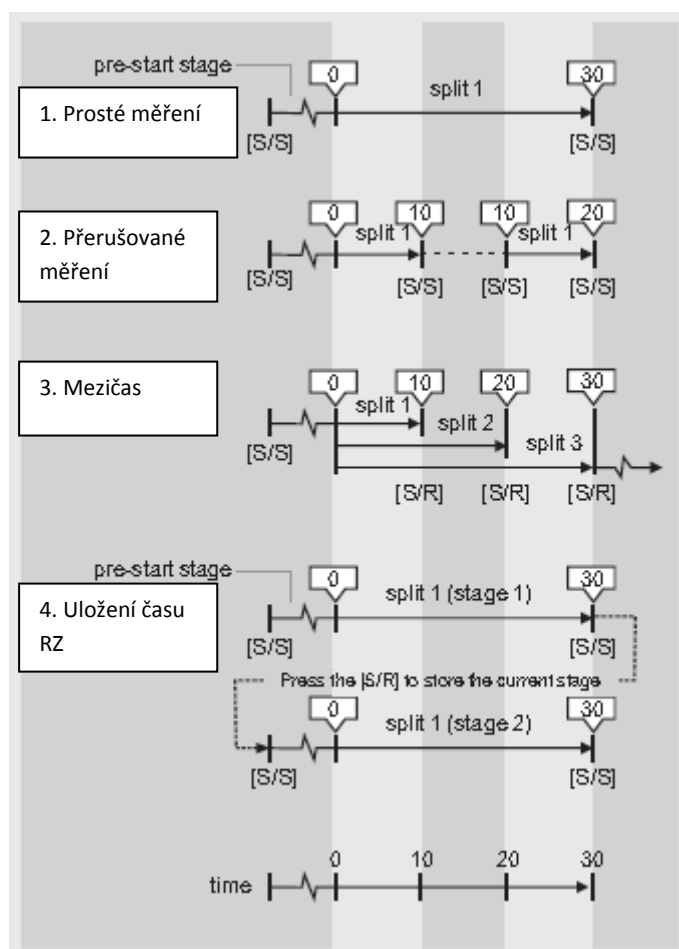 pre-start stage
0 30
split 1
1. Prosté měření
[S/S] [S/S]
0 10 10 20
2. Přerušované
měření
split 1 split 1
[S/S] [S/S] [S/S] [S/S]
3. Mezičas
0 10 20 30
split 1
split 2
split 3
[S/S]
[S/R] [S/R] [S/R]
pre-start stage
0 30
4. Uložení času
RZ
split 1 (stage 1)
[S/S] [S/S]
Press the [S/R] to store the current stage
0 30
split 1 (stage 2)
[S/S] [S/S]
0 10 20 30
time